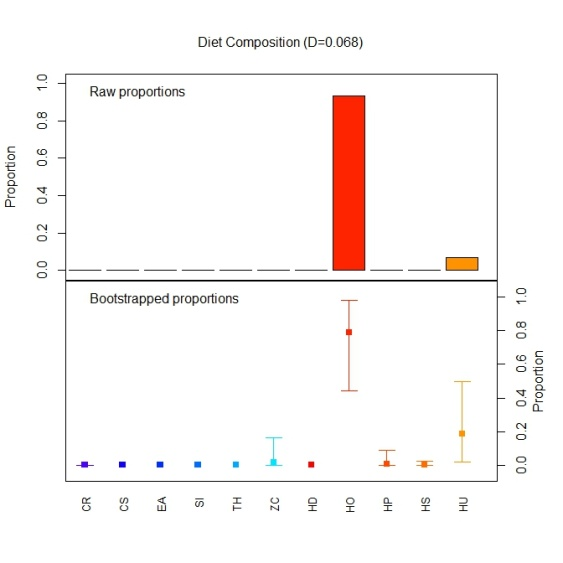 Diet Composition (D=0.068)
Raw proportions
Proportion
1.0
0.8
0.6
0.4
0.2
0.0
Bootstrapped proportions
1.0
0.8
0.6
0.4
0.2
0.0
Proportion
CR CS EA SI TH ZC HD HO HP HS HU